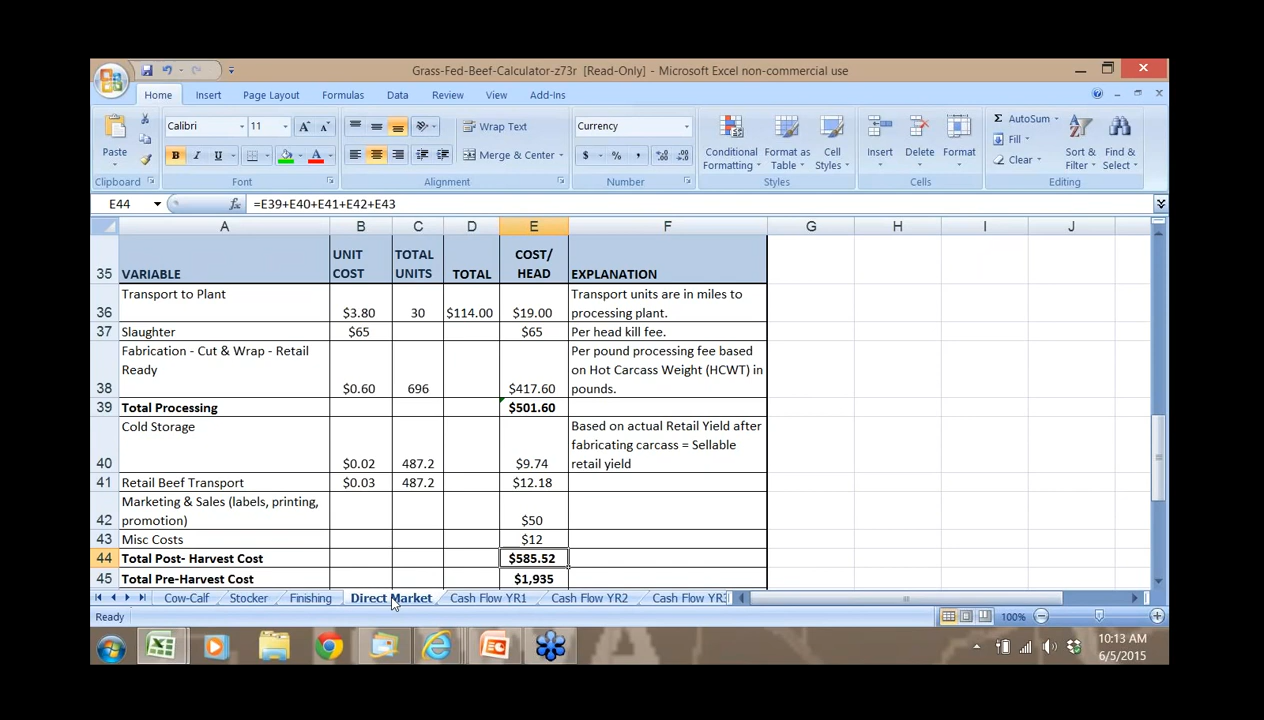 Grass-Fed-Beef-Calculator-z73r [Read-Only] - Microsoft Excel non-commercial use
Home Insert Page Layout Formulas Data Review View Add-Ins
Paste
Clipboard
Calibri 11
B I U
Font
Wrap Text
Merge & Center
Alignment
Currency
$ % ,
Number
Conditional Formatting
Format as Table
Cell Styles
Styles
Insert Delete Format
Cells
Σ AutoSum
Fill
Clear
Sort & Filter
Find & Select
Editing
E44 fx =E39+E40+E41+E42+E43
A B C D E F G H I J
35 VARIABLE UNIT COST TOTAL UNITS TOTAL COST/ HEAD EXPLANATION
36 Transport to Plant $3.80 30 $114.00 $19.00 Transport units are in miles to processing plant.
37 Slaughter $65 $65 Per head kill fee.
38 Fabrication - Cut & Wrap - Retail Ready $0.60 696 $417.60 Per pound processing fee based on Hot Carcass Weight (HCWT) in pounds.
39 Total Processing $501.60
40 Cold Storage $0.02 487.2 $9.74 Based on actual Retail Yield after fabricating carcass = Sellable retail yield
41 Retail Beef Transport $0.03 487.2 $12.18
42 Marketing & Sales (labels, printing, promotion) $50
43 Misc Costs $12
44 Total Post- Harvest Cost $585.52
45 Total Pre-Harvest Cost $1,935
Cow-Calf Stocker Finishing Direct Market Cash Flow YR1 Cash Flow YR2 Cash Flow YR3
Ready 100%
10:13 AM
6/5/2015